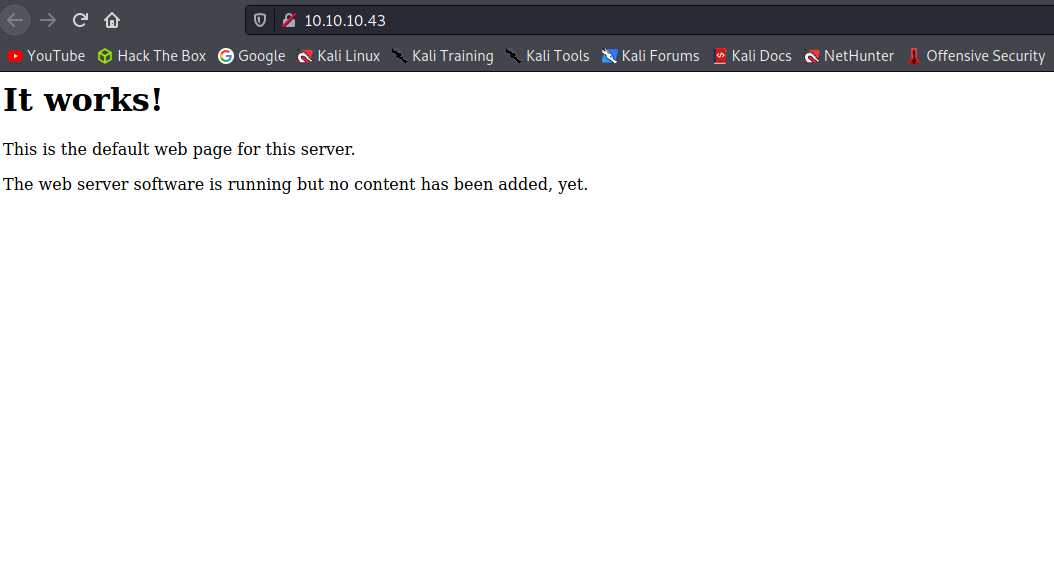 10.10.10.43
YouTube Hack The Box Google Kali Linux Kali Training Kali Tools Kali Forums Kali Docs NetHunter Offensive Security
It works!
This is the default web page for this server.
The web server software is running but no content has been added, yet.